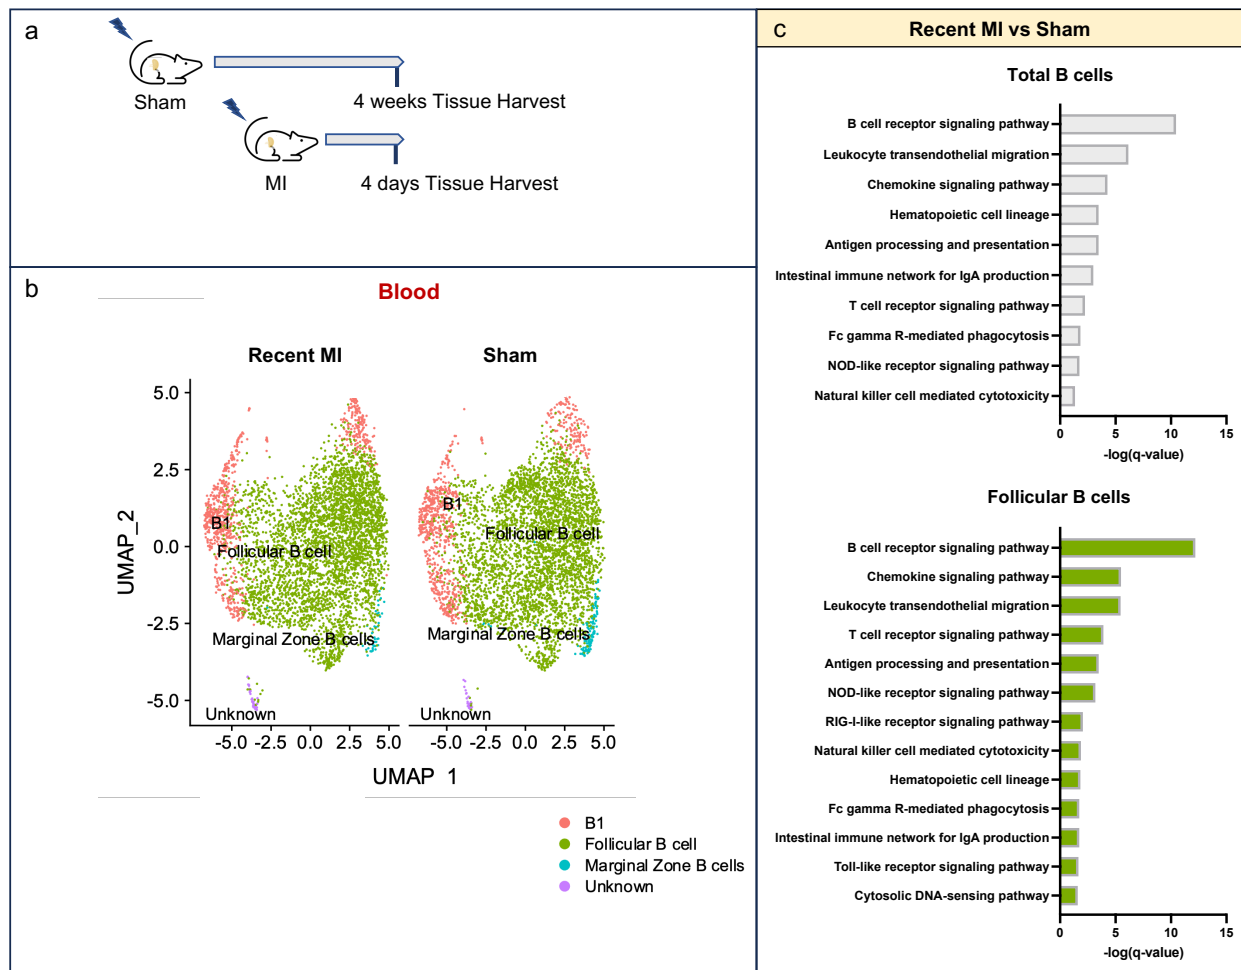 a
Sham
4 weeks Tissue Harvest
MI
4 days Tissue Harvest
b
Blood
Recent MI
Sham
UMAP_2
5.0
2.5
0.0
-2.5
-5.0
B1
Follicular B cell
Marginal Zone B cells
Unknown
B1
Follicular B cell
Marginal Zone B cells
Unknown
-5.0 -2.5 0.0 2.5 5.0
-5.0 -2.5 0.0 2.5 5.0
UMAP_1
B1
Follicular B cell
Marginal Zone B cells
Unknown
c
Recent MI vs Sham
Total B cells
B cell receptor signaling pathway
Leukocyte transendothelial migration
Chemokine signaling pathway
Hematopoietic cell lineage
Antigen processing and presentation
Intestinal immune network for IgA production
T cell receptor signaling pathway
Fc gamma R-mediated phagocytosis
NOD-like receptor signaling pathway
Natural killer cell mediated cytotoxicity
0 5 10 15
-log(q-value)
Follicular B cells
B cell receptor signaling pathway
Chemokine signaling pathway
Leukocyte transendothelial migration
T cell receptor signaling pathway
Antigen processing and presentation
NOD-like receptor signaling pathway
RIG-I-like receptor signaling pathway
Natural killer cell mediated cytotoxicity
Hematopoietic cell lineage
Fc gamma R-mediated phagocytosis
Intestinal immune network for IgA production
Toll-like receptor signaling pathway
Cytosolic DNA-sensing pathway
0 5 10 15
-log(q-value)